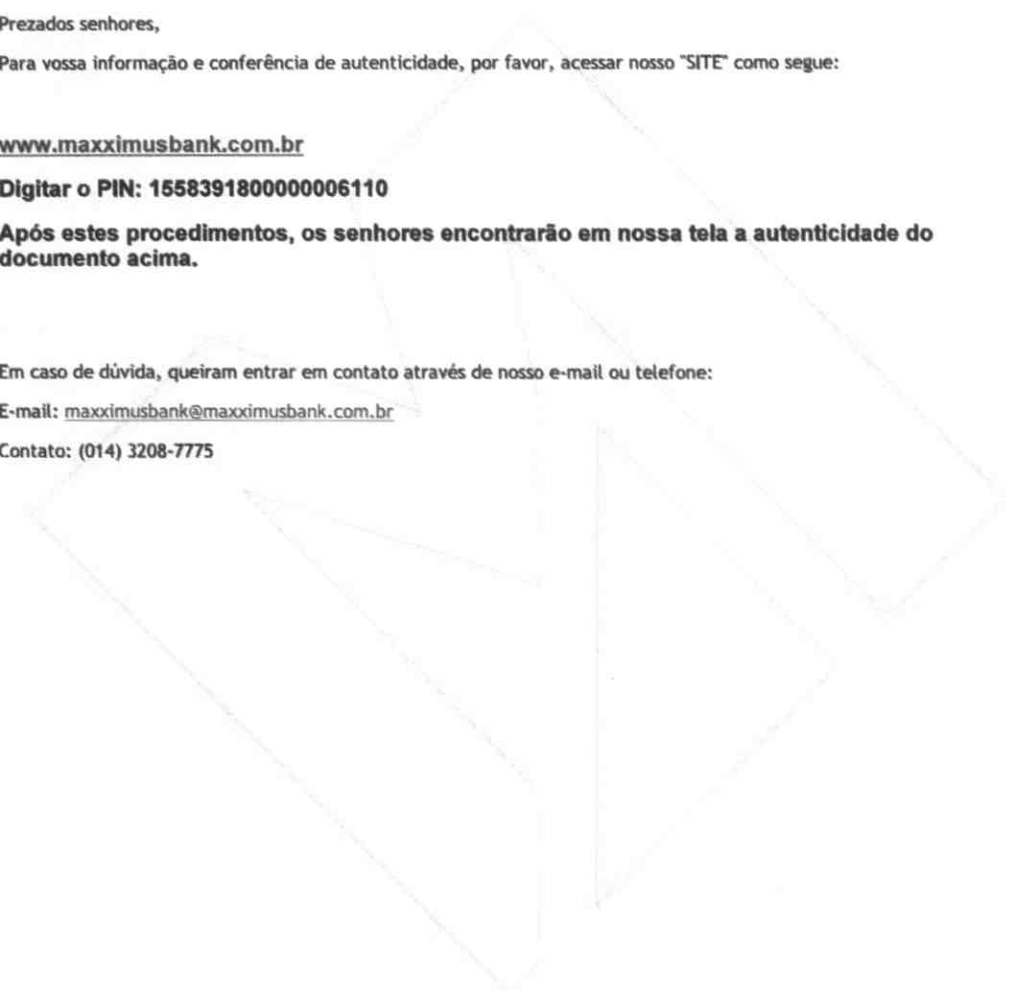 Prezados senhores,
Para vossa informação e conferência de autenticidade, por favor, acessar nosso "SITE" como segue:
www.maxximusbank.com.br
Digitar o PIN: 1558391800000006110
Após estes procedimentos, os senhores encontrarão em nossa tela a autenticidade do
documento acima.
Em caso de dúvida, queiram entrar em contato através de nosso e-mail ou telefone:
E-mail: maxximusbank@maxximusbank.com.br
Contato: (014) 3208-7775